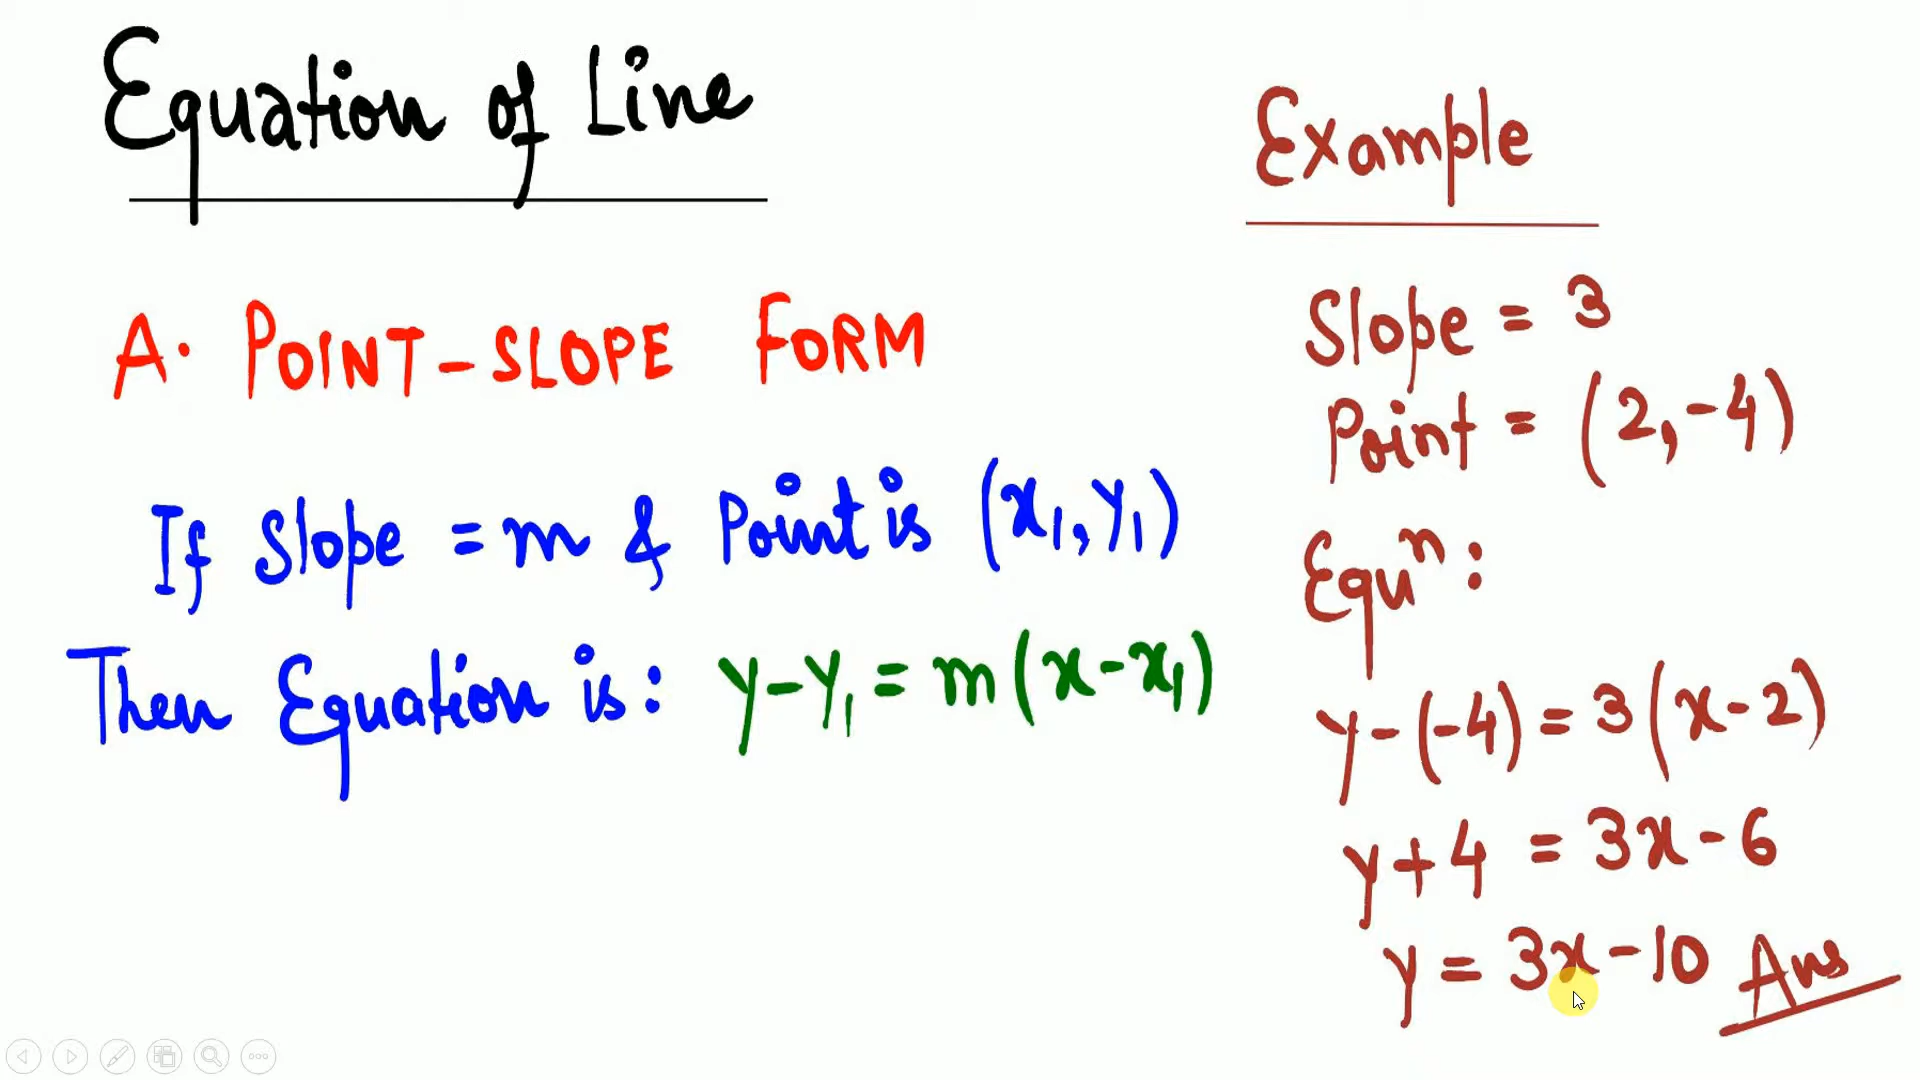 Equation of Line
A. POINT-SLOPE FORM
If Slope = m & Point is (x₁, y₁)
Then Equation is: y-y₁ = m(x-x₁)
Example
Slope = 3
Point = (2,-4)
Equⁿ:
y-(-4) = 3(x-2)
y+4 = 3x-6
y = 3x-10 Ans